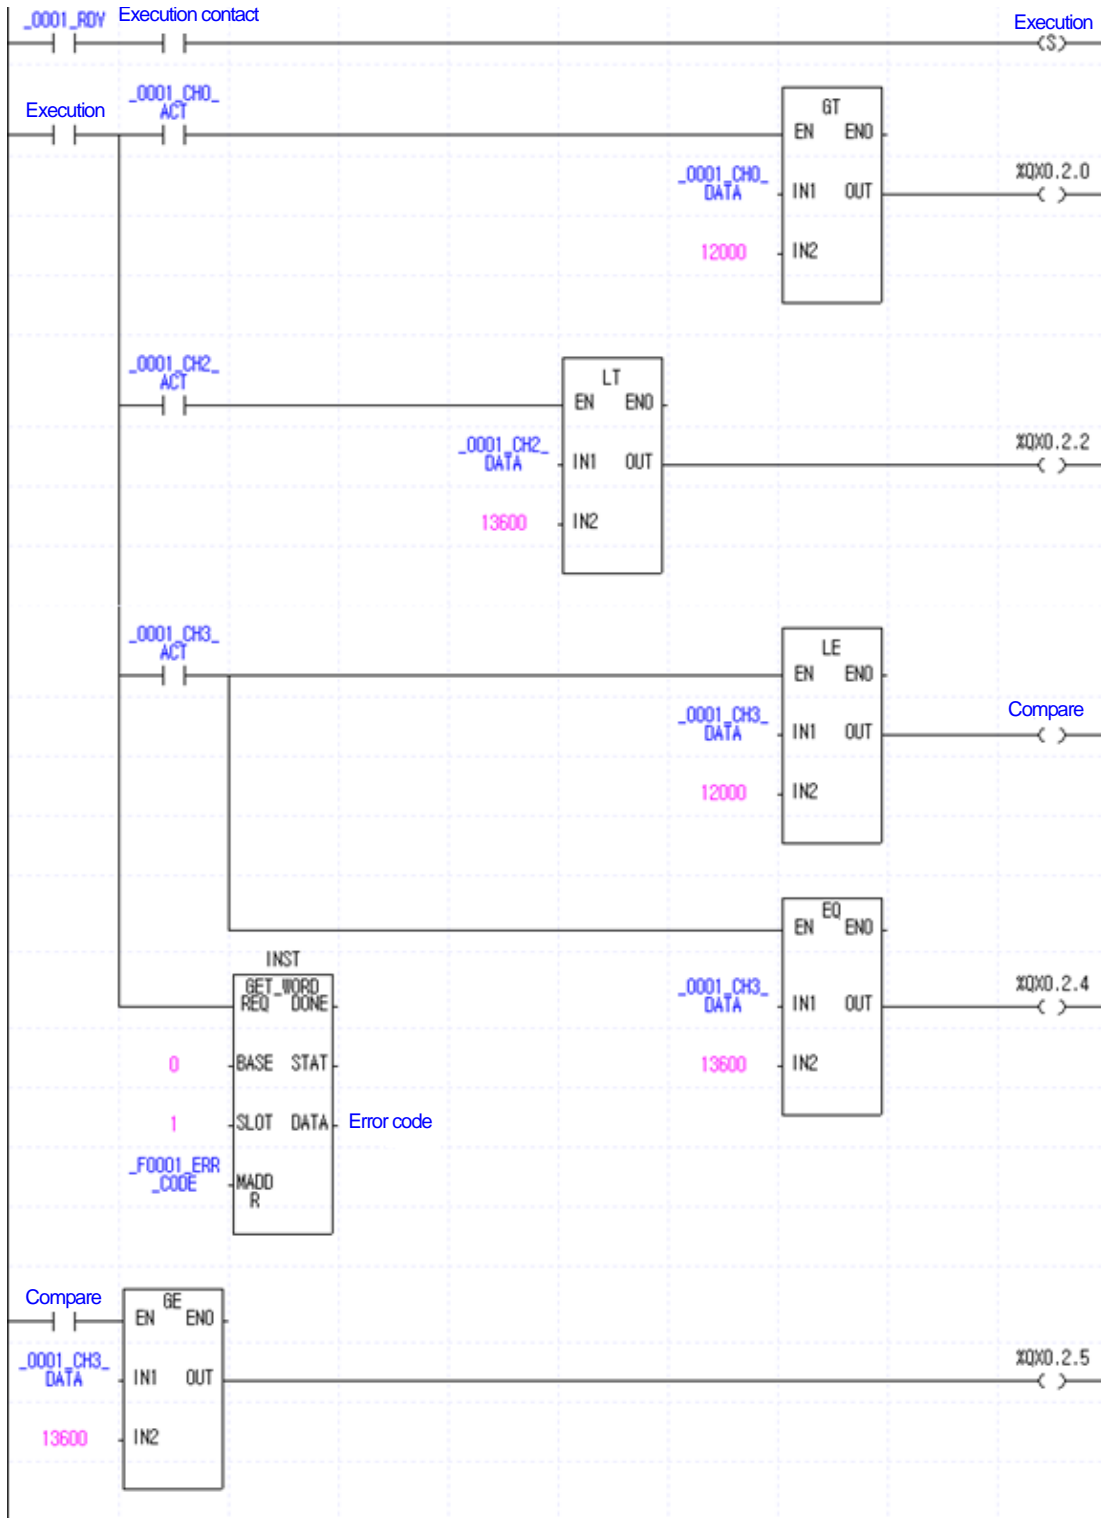 _0001_RDY Execution contact Execution
(S)
Execution _0001_CH0_
ACT
GT
EN ENO
_0001_CH0_
DATA IN1 OUT %QX0.2.0
12000 IN2
_0001_CH2_
ACT
LT
EN ENO
_0001_CH2_
DATA IN1 OUT %QX0.2.2
13600 IN2
_0001_CH3_
ACT
LE
EN ENO
_0001_CH3_
DATA IN1 OUT Compare
12000 IN2
EQ
EN ENO
INST
GET_WORD
REQ DONE
_0001_CH3_
DATA IN1 OUT %QX0.2.4
0 BASE STAT 13600 IN2
1 SLOT DATA Error code
_F0001_ERR
_CODE MADD
R
Compare GE
EN ENO
_0001_CH3_
DATA IN1 OUT %QX0.2.5
13600 IN2